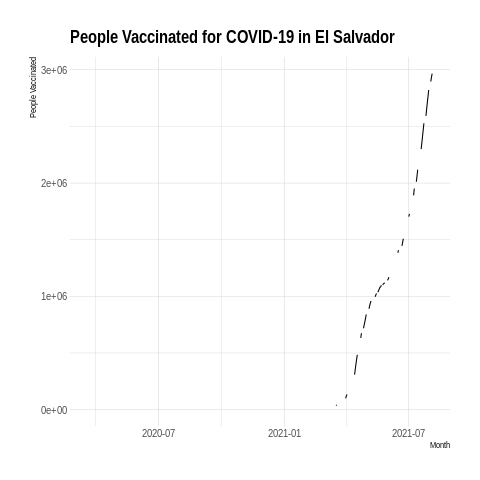 People Vaccinated for COVID-19 in El Salvador
People Vaccinated
3e+06
2e+06
1e+06
0e+00
2020-07
2021-01
2021-07
Month